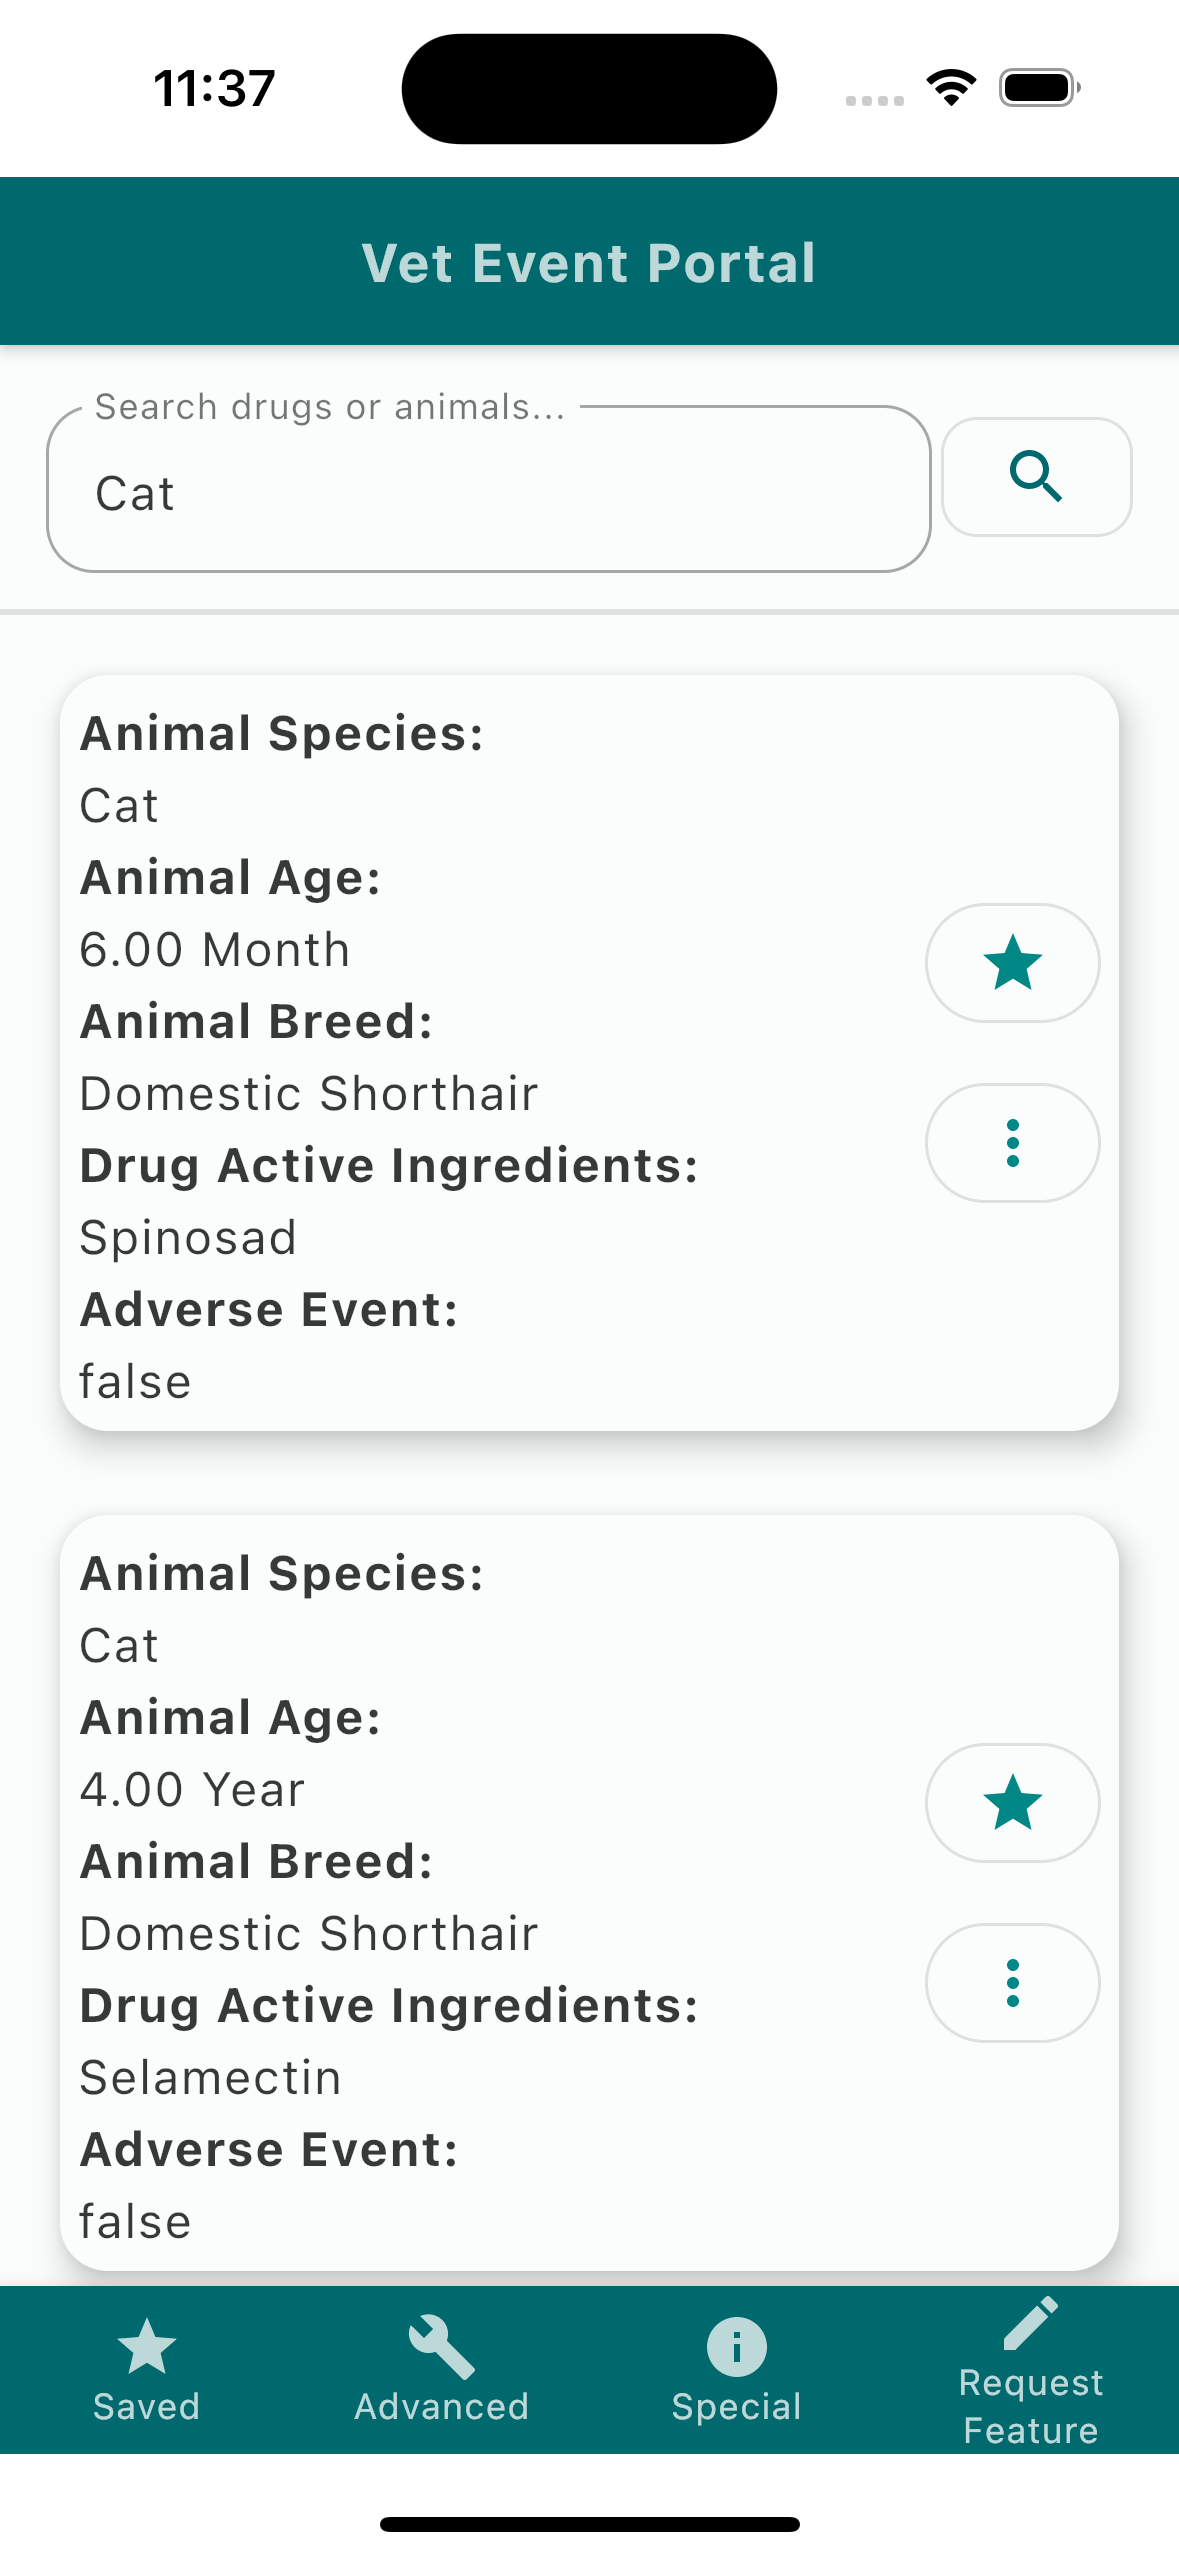 11:37
Vet Event Portal
Search drugs or animals...
Cat
Animal Species:
Cat
Animal Age:
6.00 Month
Animal Breed:
Domestic Shorthair
Drug Active Ingredients:
Spinosad
Adverse Event:
false
Animal Species:
Cat
Animal Age:
4.00 Year
Animal Breed:
Domestic Shorthair
Drug Active Ingredients:
Selamectin
Adverse Event:
false
Saved
Advanced
Special
Request
Feature